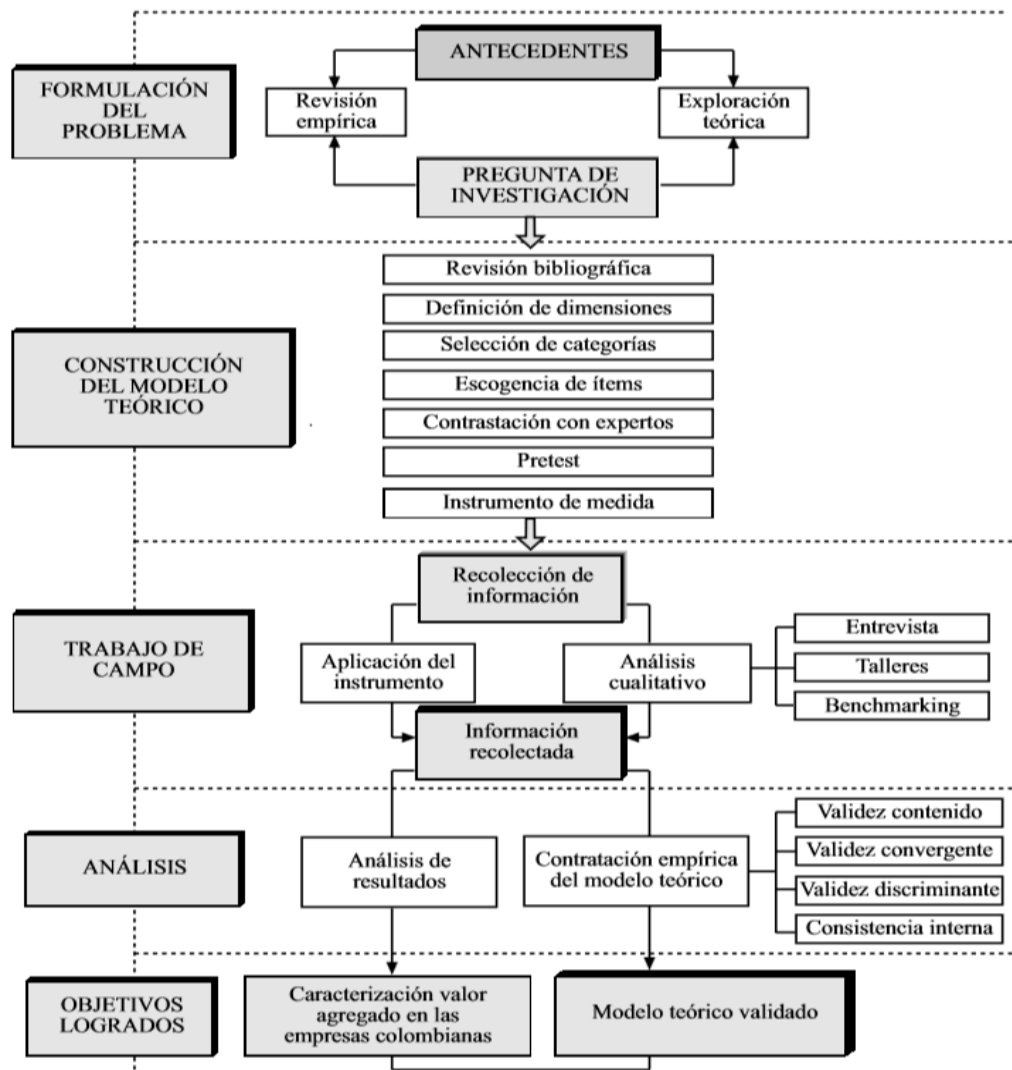 ANTECEDENTES
FORMULACIÓN
DEL
PROBLEMA
Revisión
empírica
Exploración
teórica
PREGUNTA DE
INVESTIGACIÓN
CONSTRUCCIÓN
DEL MODELO
TEÓRICO
Revisión bibliográfica
Definición de dimensiones
Selección de categorías
Escogencia de ítems
Contrastación con expertos
Pretest
Instrumento de medida
TRABAJO DE
CAMPO
Recolección de
información
Aplicación del
instrumento
Análisis
cualitativo
Entrevista
Talleres
Benchmarking
Información
recolectada
ANÁLISIS
Análisis de
resultados
Contratación empírica
del modelo teórico
Validez contenido
Validez convergente
Validez discriminante
Consistencia interna
OBJETIVOS
LOGRADOS
Caracterización valor
agregado en las
empresas colombianas
Modelo teórico validado